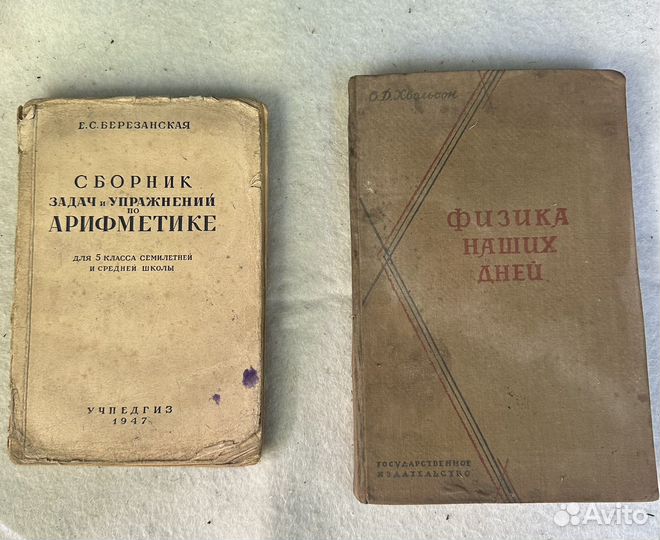 Е.С.БЕРЕЗАНСКАЯ
СБОРНИК
ЗАДАЧ и УПРАЖНЕНИЙ
ПО
АРИФМЕТИКЕ
ДЛЯ 5 КЛАССА СЕМИЛЕТНЕЙ
И СРЕДНЕЙ ШКОЛЫ
УЧПЕДГИЗ
1947
О.Д.Хвольсон
ФИЗИКА
НАШИХ
ДНЕЙ
ГОСУДАРСТВЕННОЕ
ИЗДАТЕЛЬСТВО
Avito